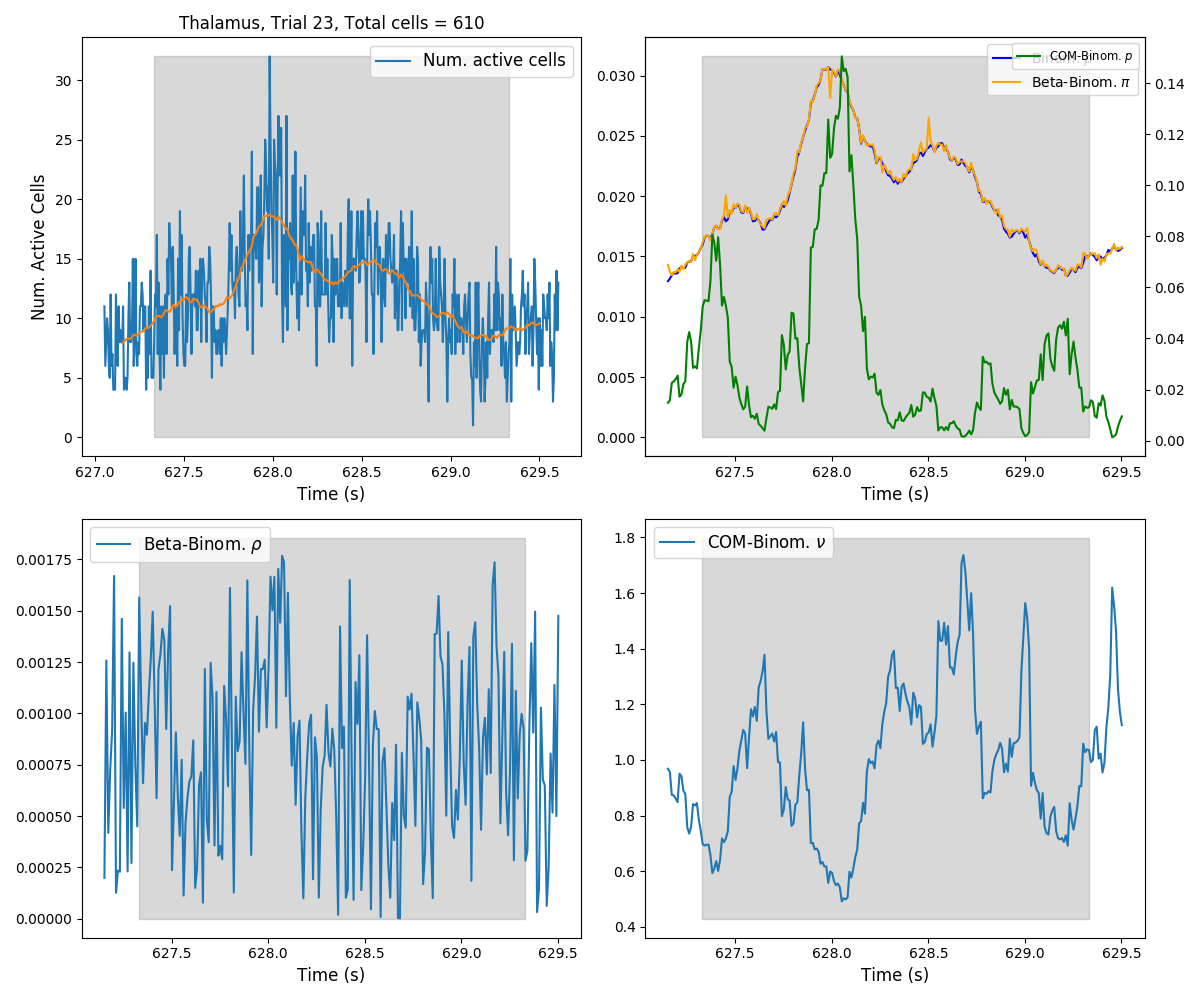 Thalamus, Trial 23, Total cells = 610
Num. active cells
30
25
20
15
10
5
0
Num. Active Cells
627.0 627.5 628.0 628.5 629.0 629.5
Time (s)
COM-Binom. p
Beta-Binom. π
0.030
0.025
0.020
0.015
0.010
0.005
0.000
0.14
0.12
0.10
0.08
0.06
0.04
0.02
0.00
627.5 628.0 628.5 629.0 629.5
Time (s)
Beta-Binom. ρ
0.00175
0.00150
0.00125
0.00100
0.00075
0.00050
0.00025
0.00000
627.5 628.0 628.5 629.0 629.5
Time (s)
COM-Binom. ν
1.8
1.6
1.4
1.2
1.0
0.8
0.6
0.4
627.5 628.0 628.5 629.0 629.5
Time (s)